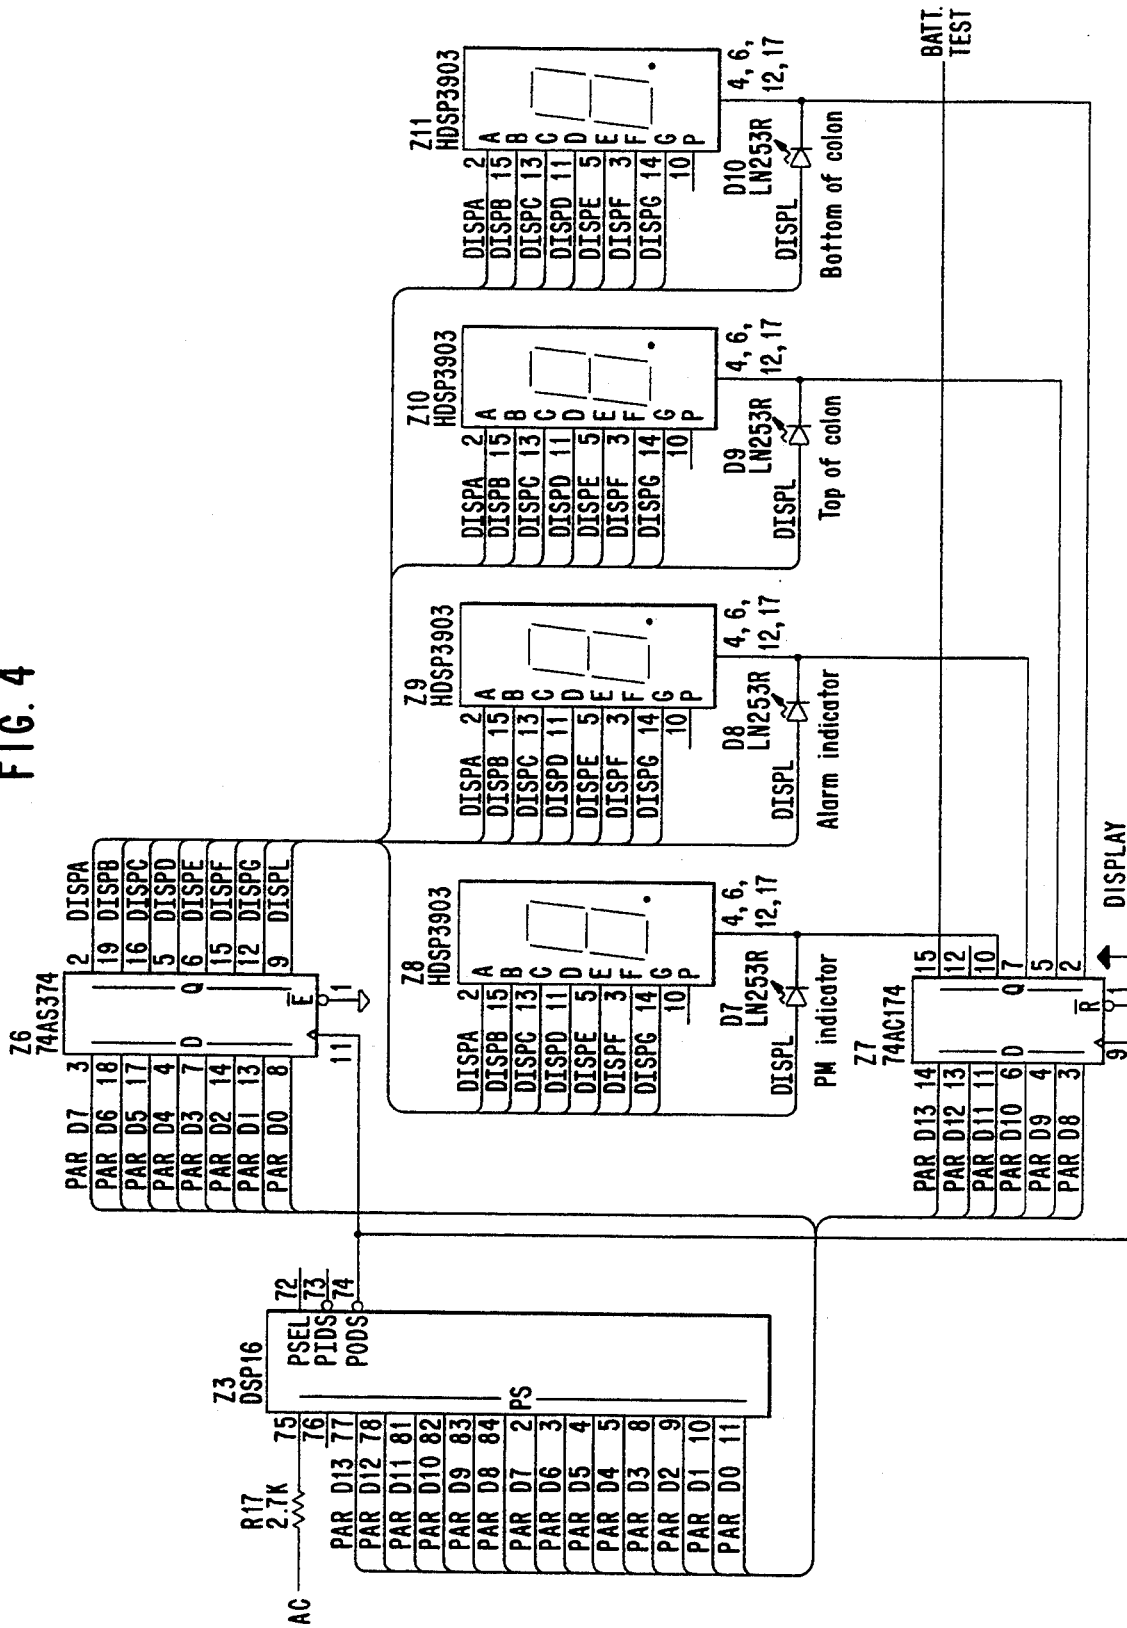 FIG. 4
Z11
HDSP3903
2 A
15 B
13 C
11 D
5 E
3 F
14 G
10 P
DISPA
DISPB
DISPC
DISPD
DISPE
DISPF
DISPG
4, 6,
12,17
D10
LN253R
DISPL
Bottom of colon
BATT.
TEST
Z10
HDSP3903
2 A
15 B
13 C
11 D
5 E
3 F
14 G
10 P
DISPA
DISPB
DISPC
DISPD
DISPE
DISPF
DISPG
4, 6,
12,17
D9
LN253R
DISPL
Top of colon
Z9
HDSP3903
2 A
15 B
13 C
11 D
5 E
3 F
14 G
10 P
DISPA
DISPB
DISPC
DISPD
DISPE
DISPF
DISPG
4, 6,
12,17
D8
LN253R
DISPL
Alarm indicator
Z8
HDSP3903
2 A
15 B
13 C
11 D
5 E
3 F
14 G
10 P
DISPA
DISPB
DISPC
DISPD
DISPE
DISPF
DISPG
4, 6,
12,17
D7
LN253R
DISPL
PM indicator
Z6
74AS374
D Q
E
1
11
2 DISPA
19 DISPB
16 DISPC
5 DISPD
6 DISPE
15 DISPF
12 DISPG
9 DISPL
PAR D7 3
PAR D6 18
PAR D5 17
PAR D4 4
PAR D3 7
PAR D2 14
PAR D1 13
PAR D0 8
Z7
74AC174
D Q
R
15
12
10
7
5
2
1
9
DISPLAY
PAR D13 14
PAR D12 13
PAR D11 11
PAR D10 6
PAR D9 4
PAR D8 3
Z3
DSP16
PSEL 72
PIDS 73
PODS 74
PS
R17
2.7K
AC
75
76
PAR D13 77
PAR D12 78
PAR D11 81
PAR D10 82
PAR D9 83
PAR D8 84
PAR D7 2
PAR D6 3
PAR D5 4
PAR D4 5
PAR D3 8
PAR D2 9
PAR D1 10
PAR D0 11